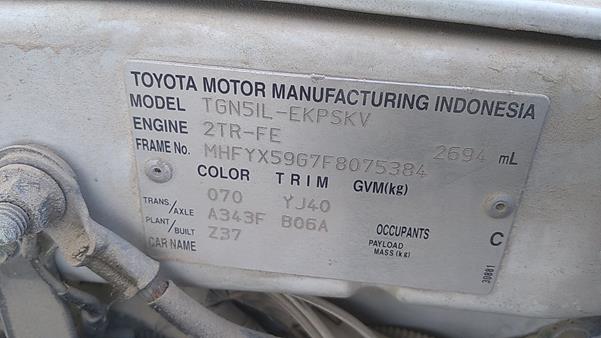 TOYOTA MOTOR MANUFACTURING INDONESIA
MODEL TGN51L-EKPSKV
ENGINE 2TR-FE 2694 mL
FRAME No. MHFYX59G7F8075384
COLOR TRIM GVM(kg)
070 YJ40
TRANS/AXLE A343F B06A
PLANT/BUILT Z37 OCCUPANTS C
CAR NAME PAYLOAD MASS (kg)
30881